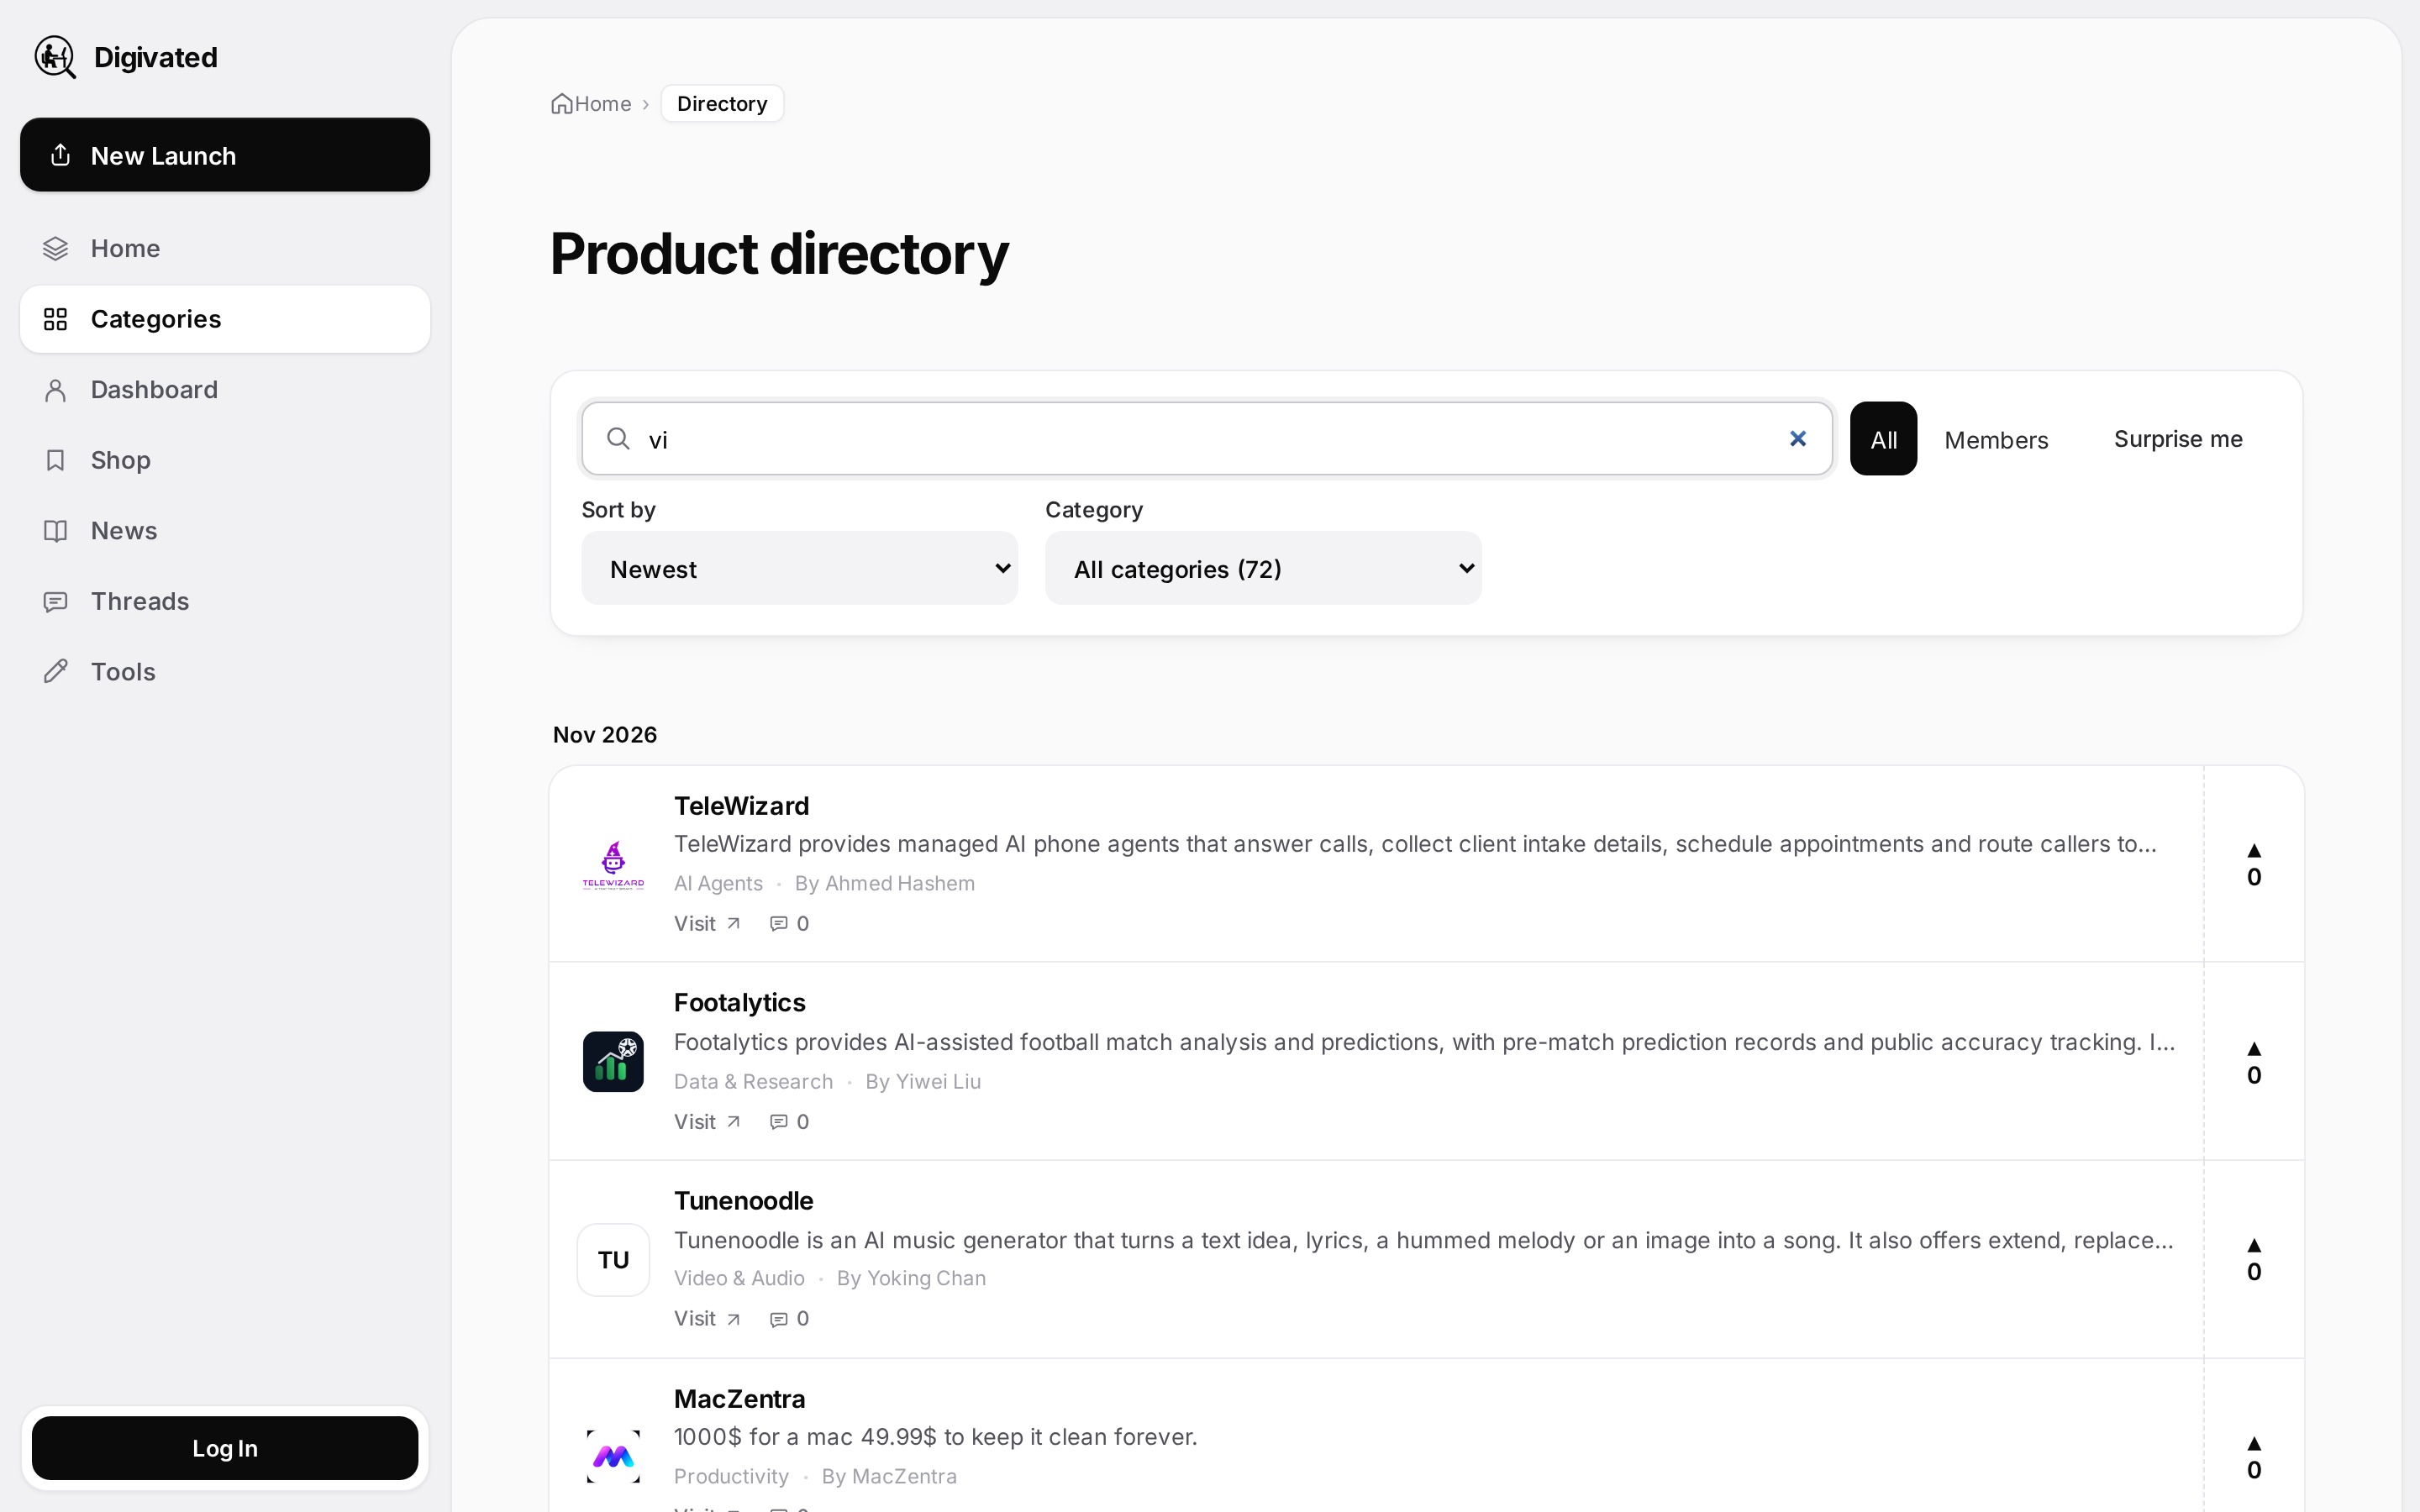 Digivated
New Launch
Home
Categories
Dashboard
Shop
News
Threads
Tools
Log In
Home › Directory
Product directory
vi
All
Members
Surprise me
Sort by
Category
Newest
All categories (72)
Nov 2026
TeleWizard
TeleWizard provides managed AI phone agents that answer calls, collect client intake details, schedule appointments and route callers to...
AI Agents · By Ahmed Hashem
Visit 0
▲
0
TELEWIZARD
Footalytics
Footalytics provides AI-assisted football match analysis and predictions, with pre-match prediction records and public accuracy tracking. I...
Data & Research · By Yiwei Liu
Visit 0
▲
0
TU
Tunenoodle
Tunenoodle is an AI music generator that turns a text idea, lyrics, a hummed melody or an image into a song. It also offers extend, replace...
Video & Audio · By Yoking Chan
Visit 0
▲
0
MacZentra
1000$ for a mac 49.99$ to keep it clean forever.
Productivity · By MacZentra
▲
0